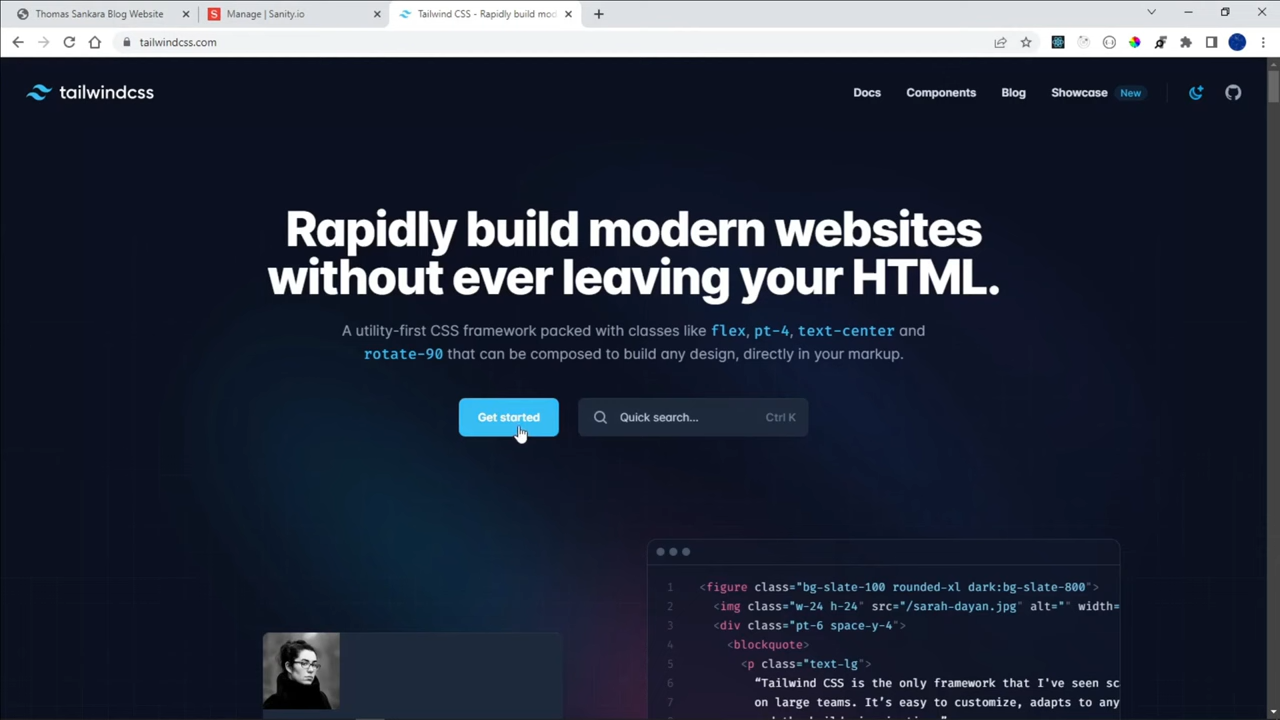 Thomas Sankara Blog Website
Manage | Sanity.io
Tailwind CSS - Rapidly build mod
tailwindcss.com
tailwindcss
Docs
Components
Blog
Showcase
New
Rapidly build modern websites
without ever leaving your HTML.
A utility-first CSS framework packed with classes like flex, pt-4, text-center and
rotate-90 that can be composed to build any design, directly in your markup.
Get started
Quick search...
Ctrl K
1 <figure class="bg-slate-100 rounded-xl dark:bg-slate-800">
2 <img class="w-24 h-24" src="/sarah-dayan.jpg" alt="" width=
3 <div class="pt-6 space-y-4">
4 <blockquote>
5 <p class="text-lg">
6 “Tailwind CSS is the only framework that I've seen sc
7 on large teams. It’s easy to customize, adapts to any